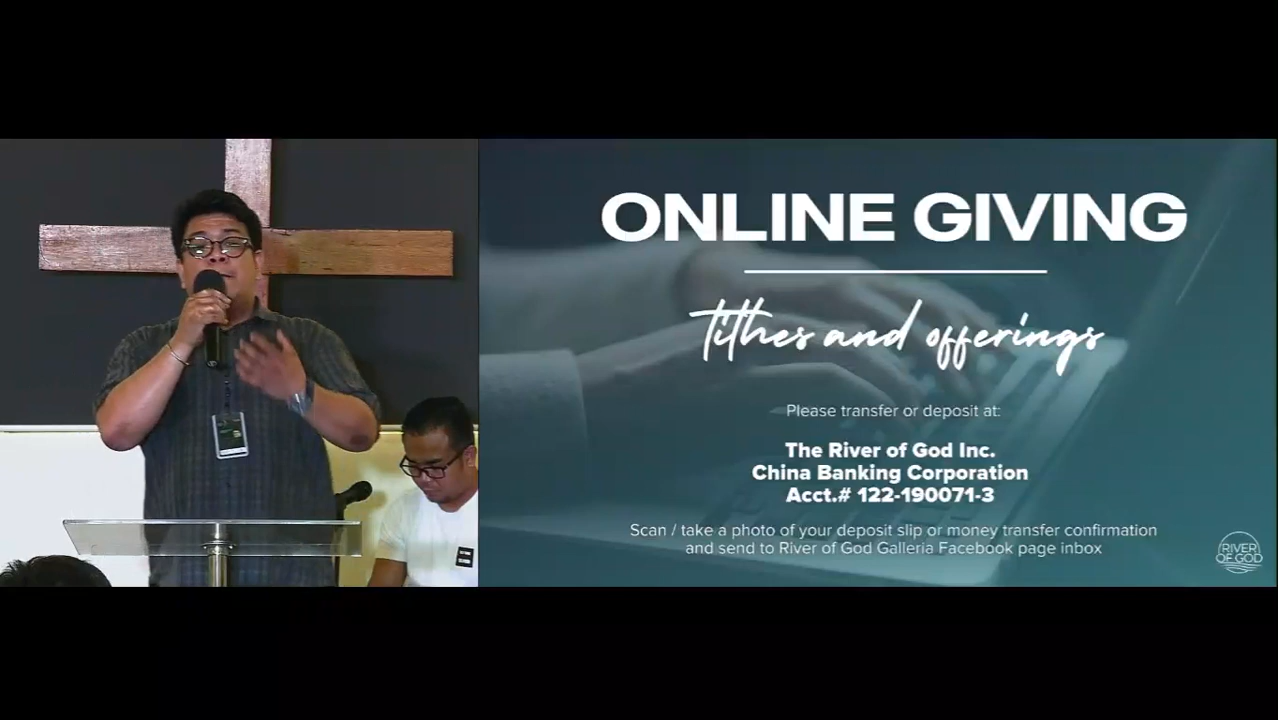 ONLINE GIVING
tithes and offerings
Please transfer or deposit at:
The River of God Inc.
China Banking Corporation
Acct.# 122-190071-3
Scan / take a photo of your deposit slip or money transfer confirmation
and send to River of God Galleria Facebook page inbox
RIVER
OF GOD